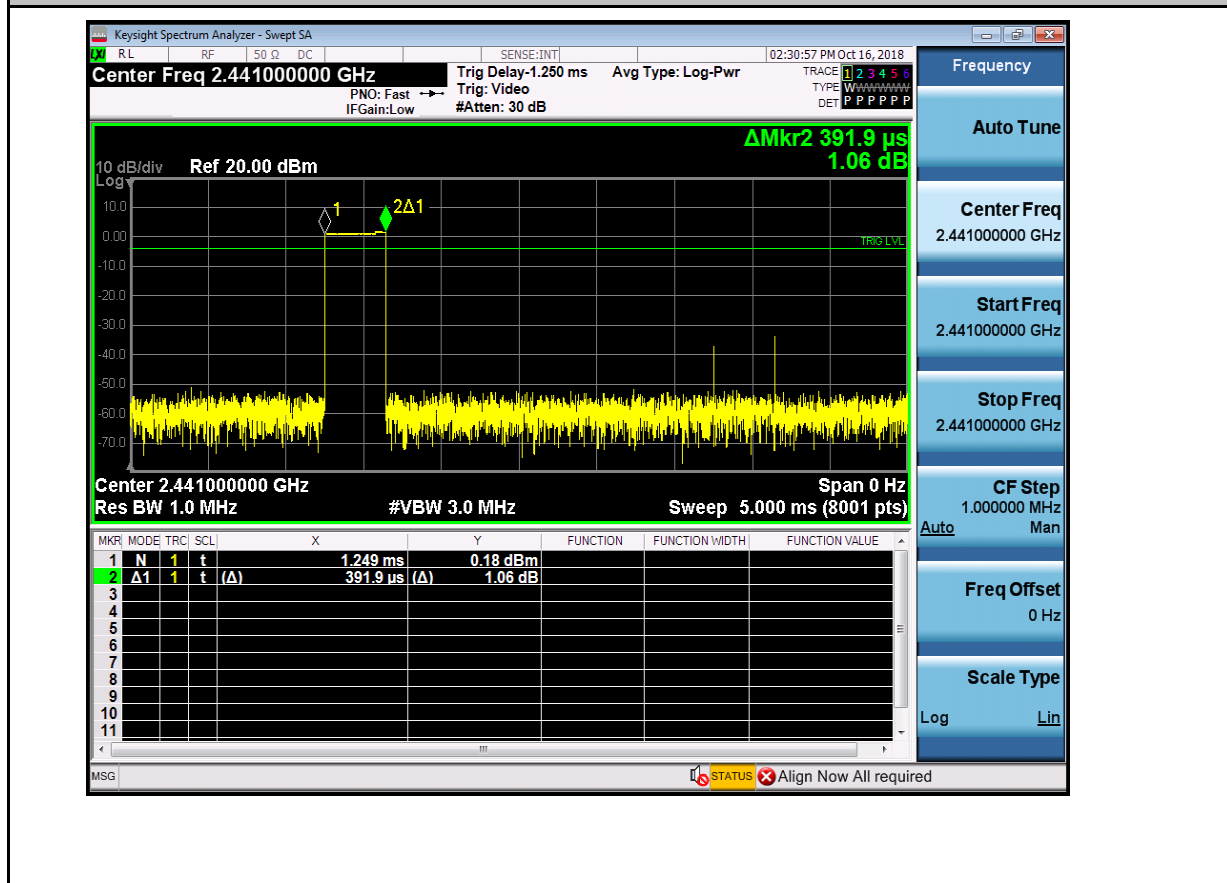 Keysight Spectrum Analyzer - Swept SA
LXI RL RF 50 Ω DC SENSE:INT 02:30:57 PM Oct 16, 2018
Center Freq 2.441000000 GHz
PNO: Fast
IFGain:Low
Trig Delay-1.250 ms
Trig: Video
#Atten: 30 dB
Avg Type: Log-Pwr
TRACE 1 2 3 4 5 6
TYPE WWWWWW
DET P P P P P P
ΔMkr2 391.9 µs
1.06 dB
10 dB/div Ref 20.00 dBm
Log
10.0
0.00
-10.0
-20.0
-30.0
-40.0
-50.0
-60.0
-70.0
1
2Δ1
TRIG LVL
Center 2.441000000 GHz Span 0 Hz
Res BW 1.0 MHz #VBW 3.0 MHz Sweep 5.000 ms (8001 pts)
MKR MODE TRC SCL X Y FUNCTION FUNCTION WIDTH FUNCTION VALUE
1 N 1 t 1.249 ms 0.18 dBm
2 Δ1 1 t (Δ) 391.9 µs (Δ) 1.06 dB
3
4
5
6
7
8
9
10
11
MSG STATUS Align Now All required
Frequency
Auto Tune
Center Freq
2.441000000 GHz
Start Freq
2.441000000 GHz
Stop Freq
2.441000000 GHz
CF Step
1.000000 MHz
Auto Man
Freq Offset
0 Hz
Scale Type
Log Lin